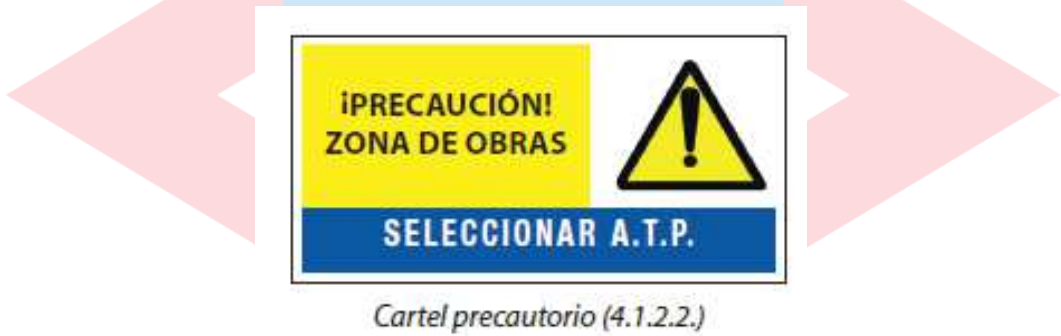 ¡PRECAUCIÓN!
ZONA DE OBRAS
SELECCIONAR A.T.P.
Cartel precautorio (4.1.2.2.)